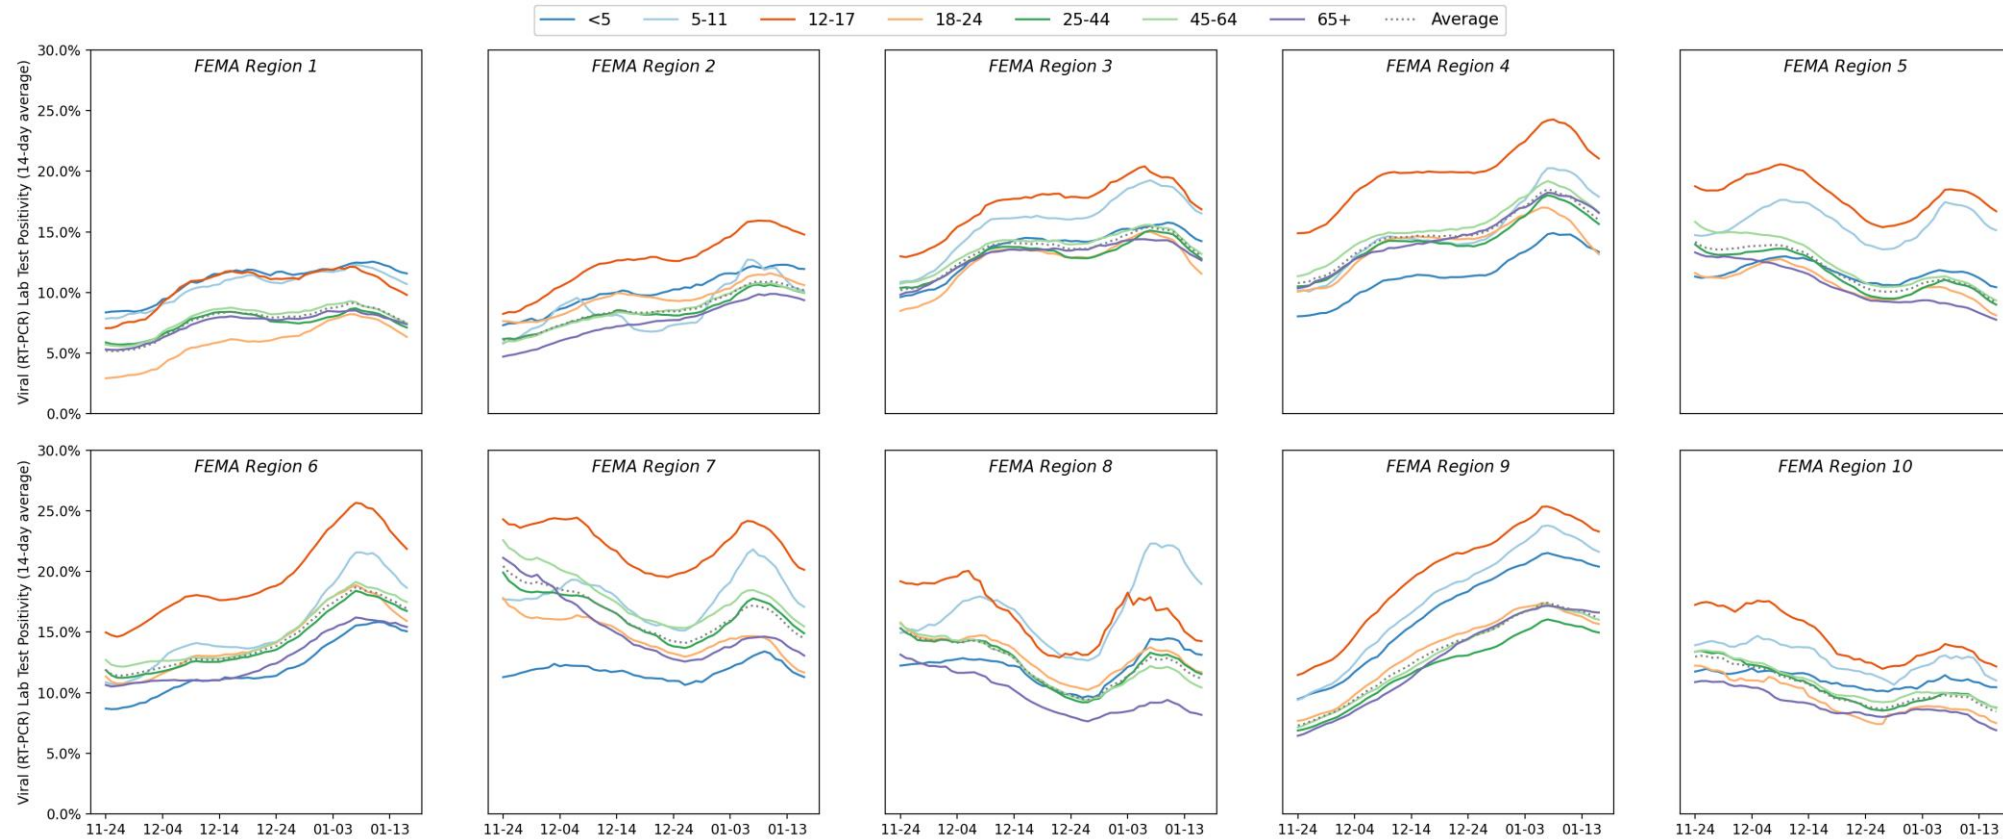 <5 5-11 12-17 18-24 25-44 45-64 65+ Average
FEMA Region 1 FEMA Region 2 FEMA Region 3 FEMA Region 4 FEMA Region 5
Viral (RT-PCR) Lab Test Positivity (14-day average)
30.0%
25.0%
20.0%
15.0%
10.0%
5.0%
0.0%
FEMA Region 6 FEMA Region 7 FEMA Region 8 FEMA Region 9 FEMA Region 10
Viral (RT-PCR) Lab Test Positivity (14-day average)
30.0%
25.0%
20.0%
15.0%
10.0%
5.0%
0.0%
11-24 12-04 12-14 12-24 01-03 01-13 11-24 12-04 12-14 12-24 01-03 01-13 11-24 12-04 12-14 12-24 01-03 01-13 11-24 12-04 12-14 12-24 01-03 01-13 11-24 12-04 12-14 12-24 01-03 01-13